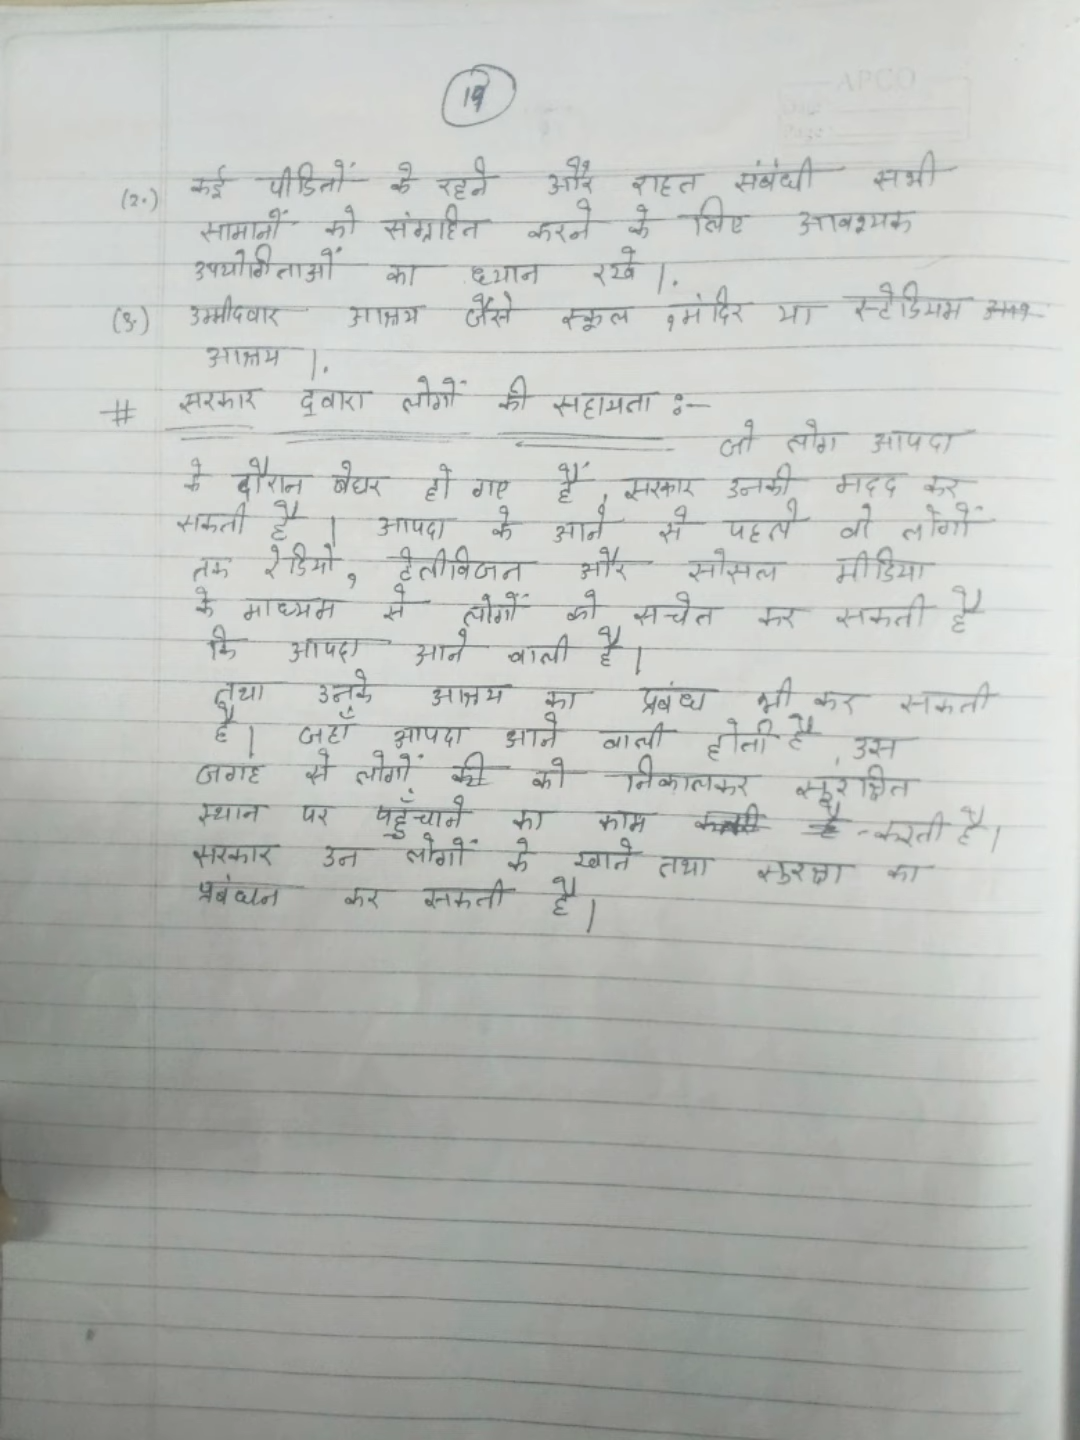 19
APCO
(2.) कई पीडितों के रहने और राहत संबंधी सभी
सामानों को संग्रहित करने के लिए आवश्यक
उपयोगिताओं का ध्यान रखे |.
(3.) उम्मीदवार आश्रय जैसे स्कूल , मंदिर या स्टेडियम
आश्रय |.
# सरकार द्वारा लोगों की सहायता :-
जो लोग आपदा
के दौरान बेघर हो गए हैं , सरकार उनकी मदद कर
सकती है | आपदा के आने से पहले वो लोगों
तक रेडियो, टेलीविजन और सोसल मीडिया
के माध्यम से लोगों को सचेत कर सकती है
कि आपदा आने वाली है |
तथा उनके आश्रय का प्रबंध भी कर सकती
है | जहाँ आपदा आने वाली होती है , उस
जगह से लोगों की को निकालकर सुरक्षित
स्थान पर पहुँचाने का काम करती है |
सरकार उन लोगों के खाने तथा सुरक्षा का
प्रबंधन कर सकती है |